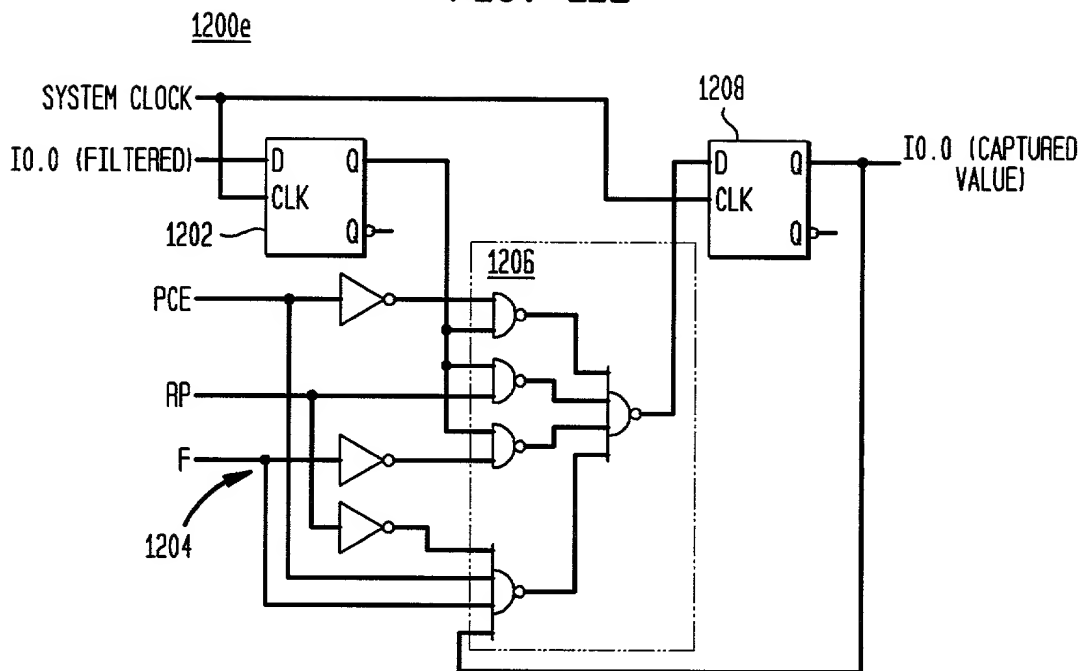 1200e
SYSTEM CLOCK
1208
I0.0 (FILTERED)
D Q
CLK
Q
1202
D Q
CLK
Q
I0.0 (CAPTURED
VALUE)
1206
PCE
RP
F
1204